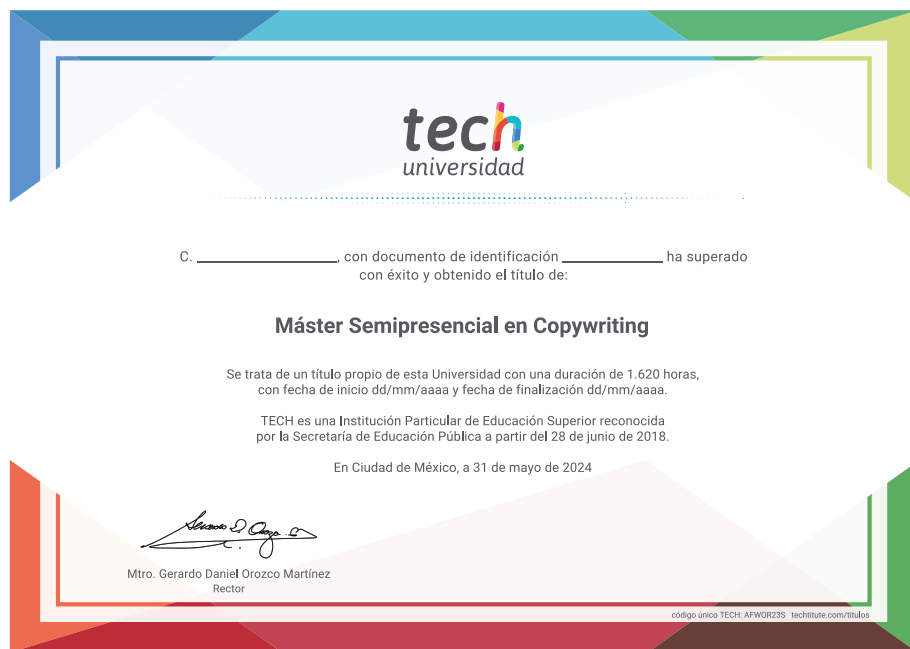 tech
universidad
C. ____________, con documento de identificación ____________ ha superado
con éxito y obtenido el título de:
Máster Semipresencial en Copywriting
Se trata de un título propio de esta Universidad con una duración de 1.620 horas,
con fecha de inicio dd/mm/aaaa y fecha de finalización dd/mm/aaaa.
TECH es una Institución Particular de Educación Superior reconocida
por la Secretaría de Educación Pública a partir del 28 de junio de 2018.
En Ciudad de México, a 31 de mayo de 2024
Mtro. Gerardo Daniel Orozco Martínez
Rector
código único TECH: AFWOR23S techtitute.com/titulos